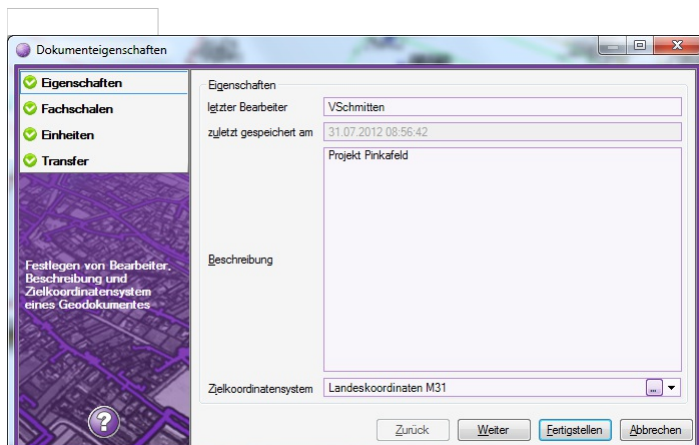 Dokumenteigenschaften
Eigenschaften
Fachschalen
Einheiten
Transfer
Festlegen von Bearbeiter,
Beschreibung und
Zielkoordinatensystem
eines Geodokumentes
?
Eigenschaften
letzter Bearbeiter VSchmitten
zuletzt gespeichert am 31.07.2012 08:56:42
Projekt Pinkafeld
Beschreibung
Zielkoordinatensystem Landeskoordinaten M31 ...
Zurück Weiter Fertigstellen Abbrechen